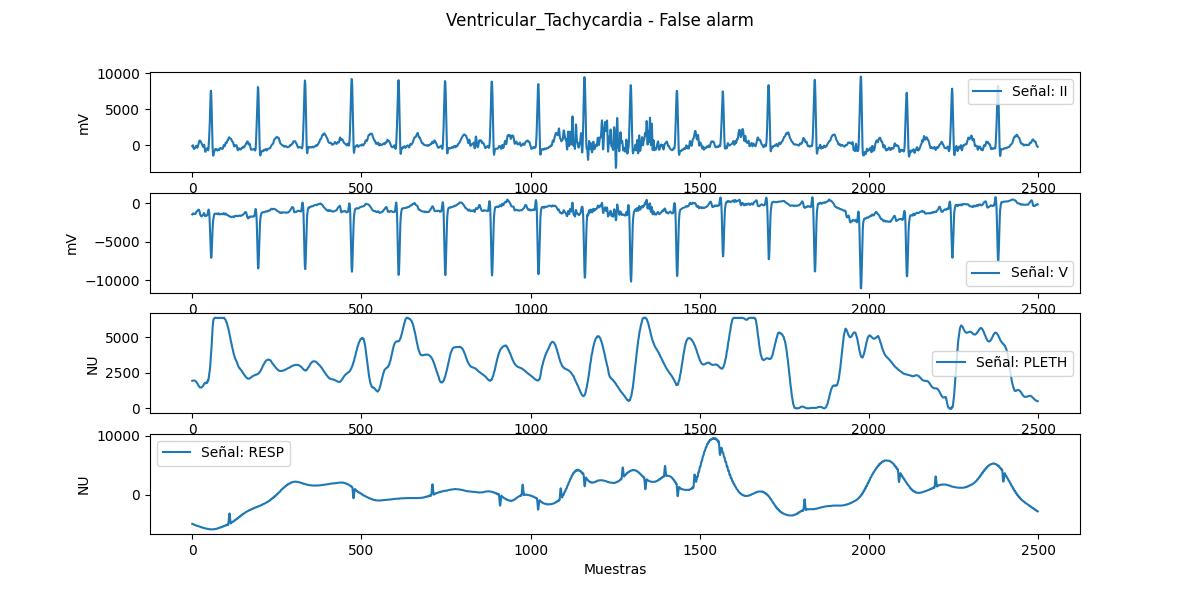 Ventricular_Tachycardia - False alarm
10000
5000
0
mV
Señal: II
0 500 1000 1500 2000 2500
0
−5000
−10000
mV
Señal: V
0 500 1000 1500 2000 2500
5000
2500
0
NU
Señal: PLETH
0 500 1000 1500 2000 2500
10000
0
NU
Señal: RESP
0 500 1000 1500 2000 2500
Muestras